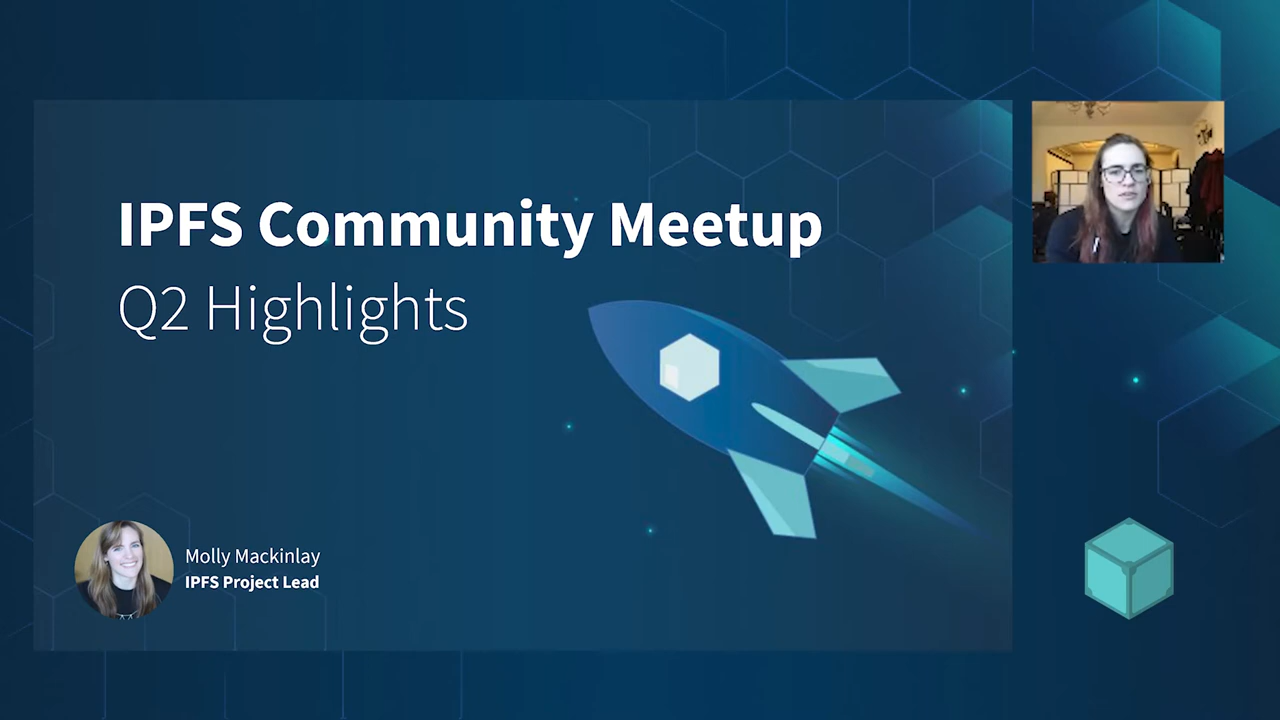 IPFS Community Meetup
Q2 Highlights
Molly Mackinlay
IPFS Project Lead